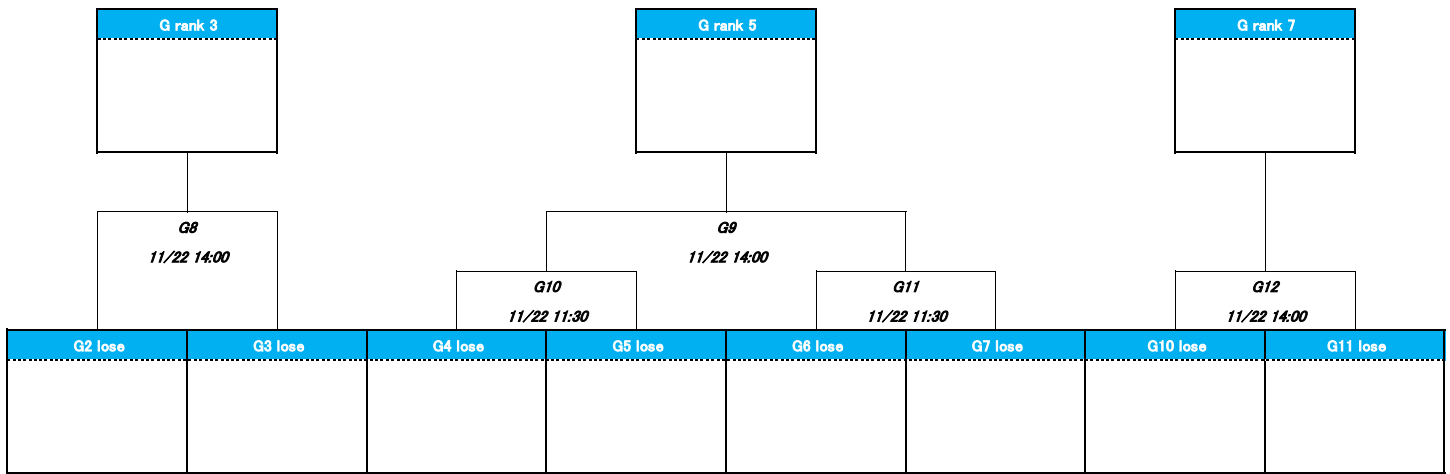 G rank 3
G rank 5
G rank 7
G8
11/22 14:00
G9
11/22 14:00
G10
11/22 11:30
G11
11/22 11:30
G12
11/22 14:00
G2 lose
G3 lose
G4 lose
G5 lose
G6 lose
G7 lose
G10 lose
G11 lose